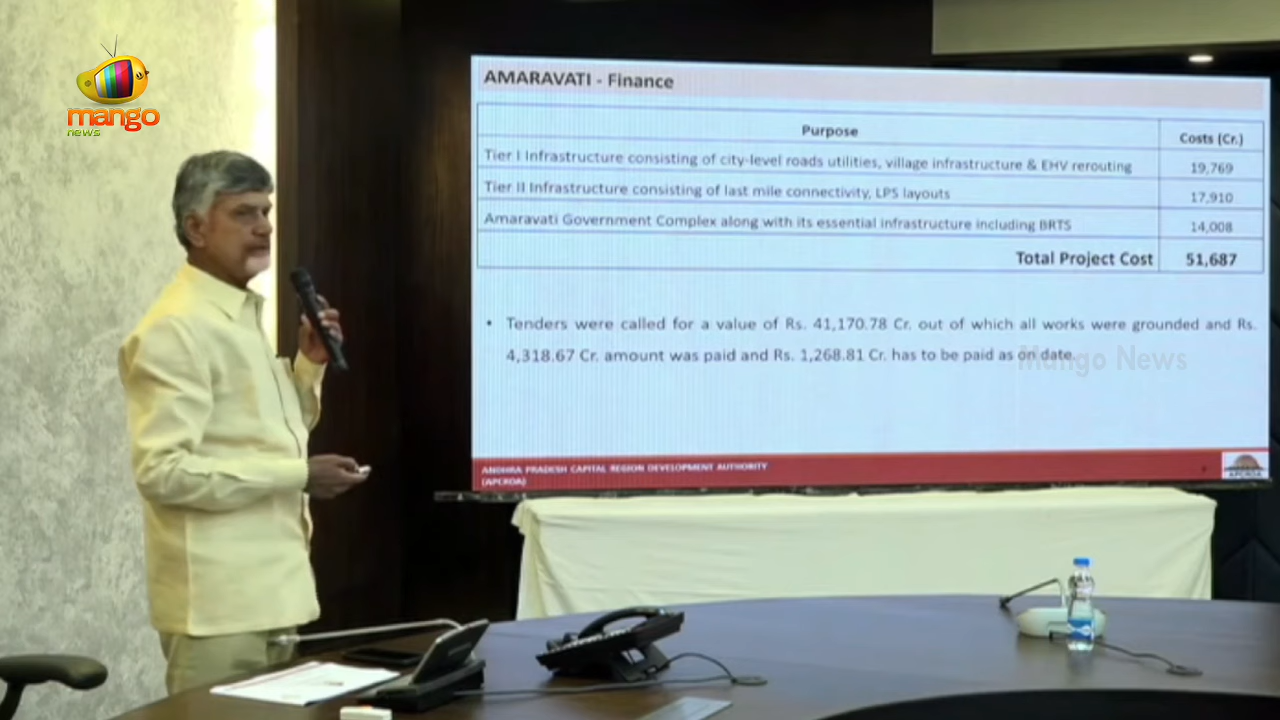 mango
news
AMARAVATI - Finance
Purpose
Costs (Cr.)
Tier I Infrastructure consisting of city-level roads utilities, village infrastructure & EHV rerouting
19,769
Tier II Infrastructure consisting of last mile connectivity, LPS layouts
17,910
Amaravati Government Complex along with its essential infrastructure including BRTS
14,008
Total Project Cost
51,687
• Tenders were called for a value of Rs. 41,170.78 Cr. out of which all works were grounded and Rs.
4,318.67 Cr. amount was paid and Rs. 1,268.81 Cr. has to be paid as on date.
Mango News
ANDHRA PRADESH CAPITAL REGION DEVELOPMENT AUTHORITY
(APCRDA)
APCRDA